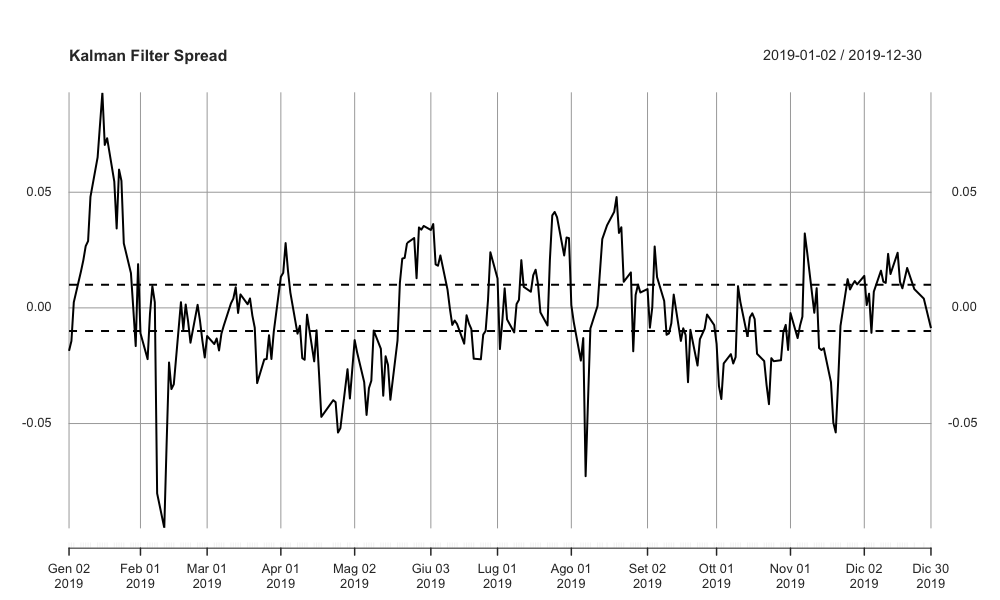 Kalman Filter Spread
2019-01-02 / 2019-12-30
0.05 0.05
0.00 0.00
-0.05 -0.05
Gen 02 Feb 01 Mar 01 Apr 01 Mag 02 Giu 03 Lug 01 Ago 01 Set 02 Ott 01 Nov 01 Dic 02 Dic 30
2019 2019 2019 2019 2019 2019 2019 2019 2019 2019 2019 2019 2019